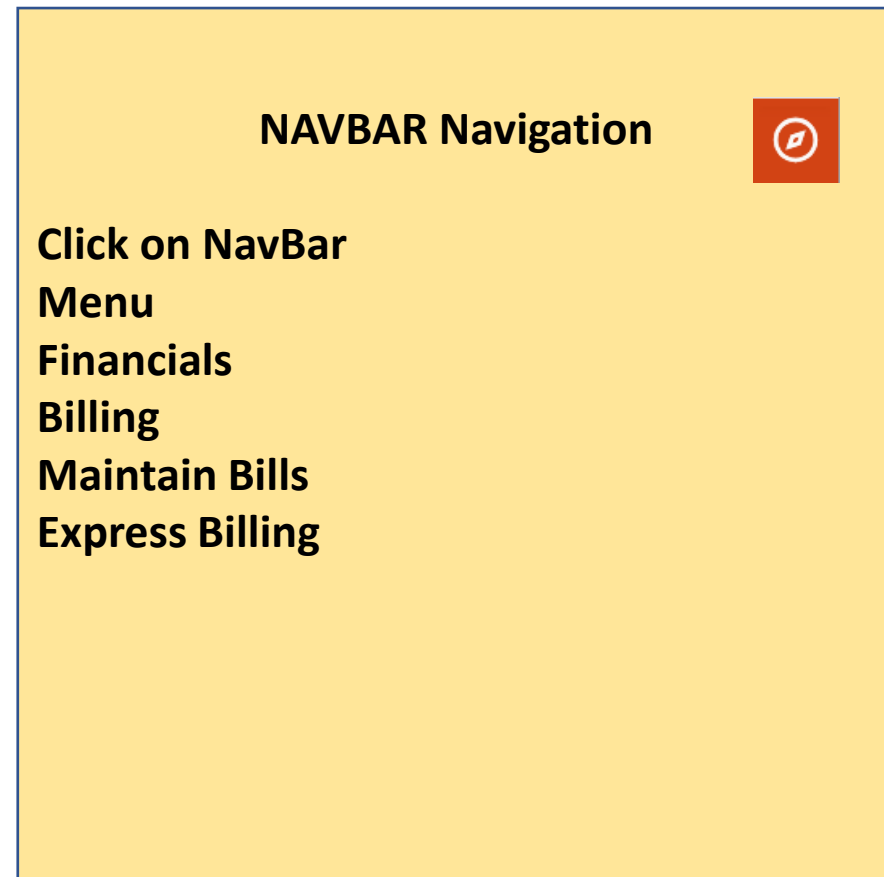 NAVBAR Navigation
Click on NavBar
Menu
Financials
Billing
Maintain Bills
Express Billing